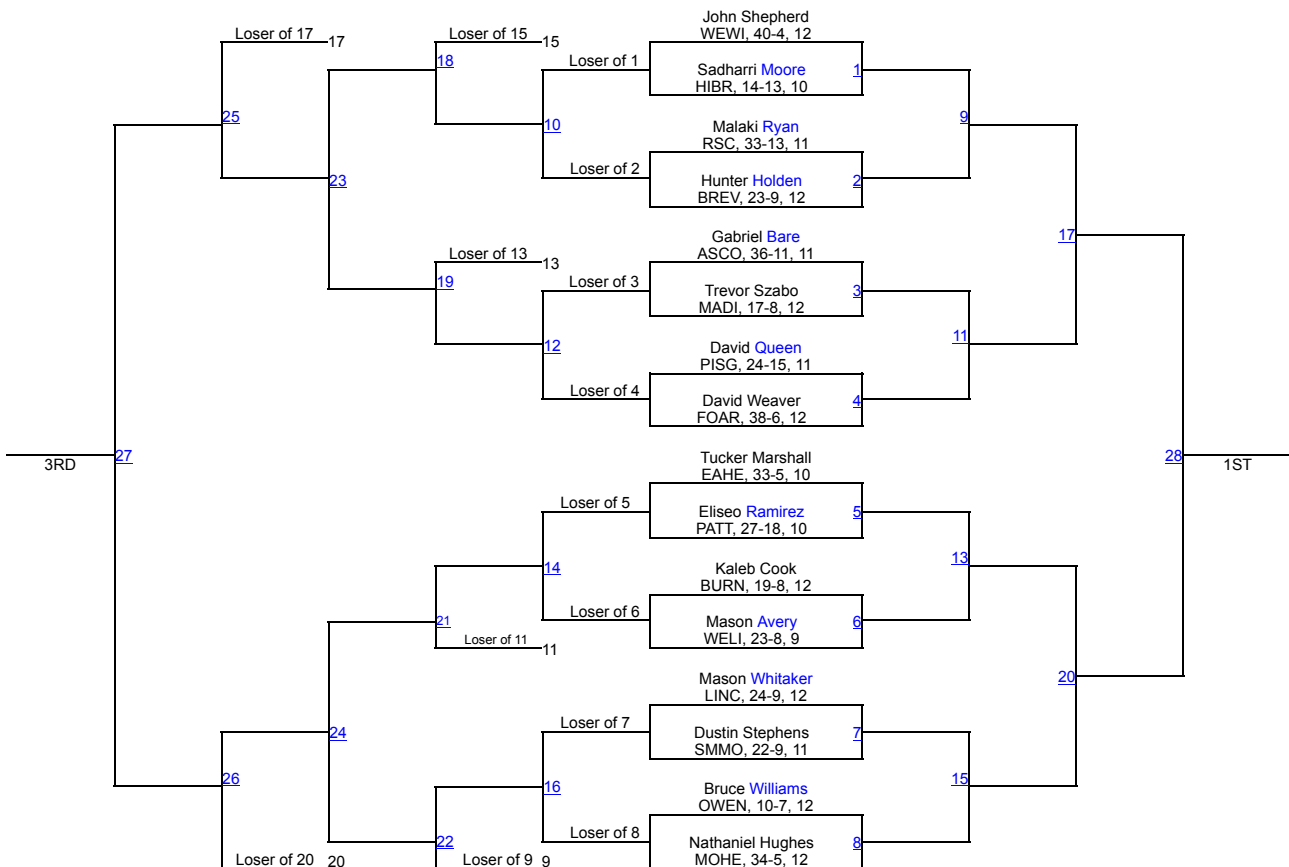 John Shepherd
WEWI, 40-4, 12
Loser of 17
17
Loser of 15
15
18
Loser of 1
Sadharri Moore
HIBR, 14-13, 10
1
25
10
9
Malaki Ryan
RSC, 33-13, 11
Loser of 2
23
Hunter Holden
BREV, 23-9, 12
2
Gabriel Bare
ASCO, 36-11, 11
17
Loser of 13
13
19
Loser of 3
Trevor Szabo
MADI, 17-8, 12
3
12
11
David Queen
PISG, 24-15, 11
Loser of 4
David Weaver
FOAR, 38-6, 12
4
3RD
27
28
1ST
Tucker Marshall
EAHE, 33-5, 10
Loser of 5
Eliseo Ramirez
PATT, 27-18, 10
5
14
13
Kaleb Cook
BURN, 19-8, 12
Loser of 6
21
Mason Avery
WELI, 23-8, 9
6
Loser of 11
11
20
Mason Whitaker
LINC, 24-9, 12
Loser of 7
24
Dustin Stephens
SMMO, 22-9, 11
7
26
16
15
Bruce Williams
OWEN, 10-7, 12
Loser of 8
22
Nathaniel Hughes
MOHE, 34-5, 12
8
Loser of 20
20
Loser of 9
9